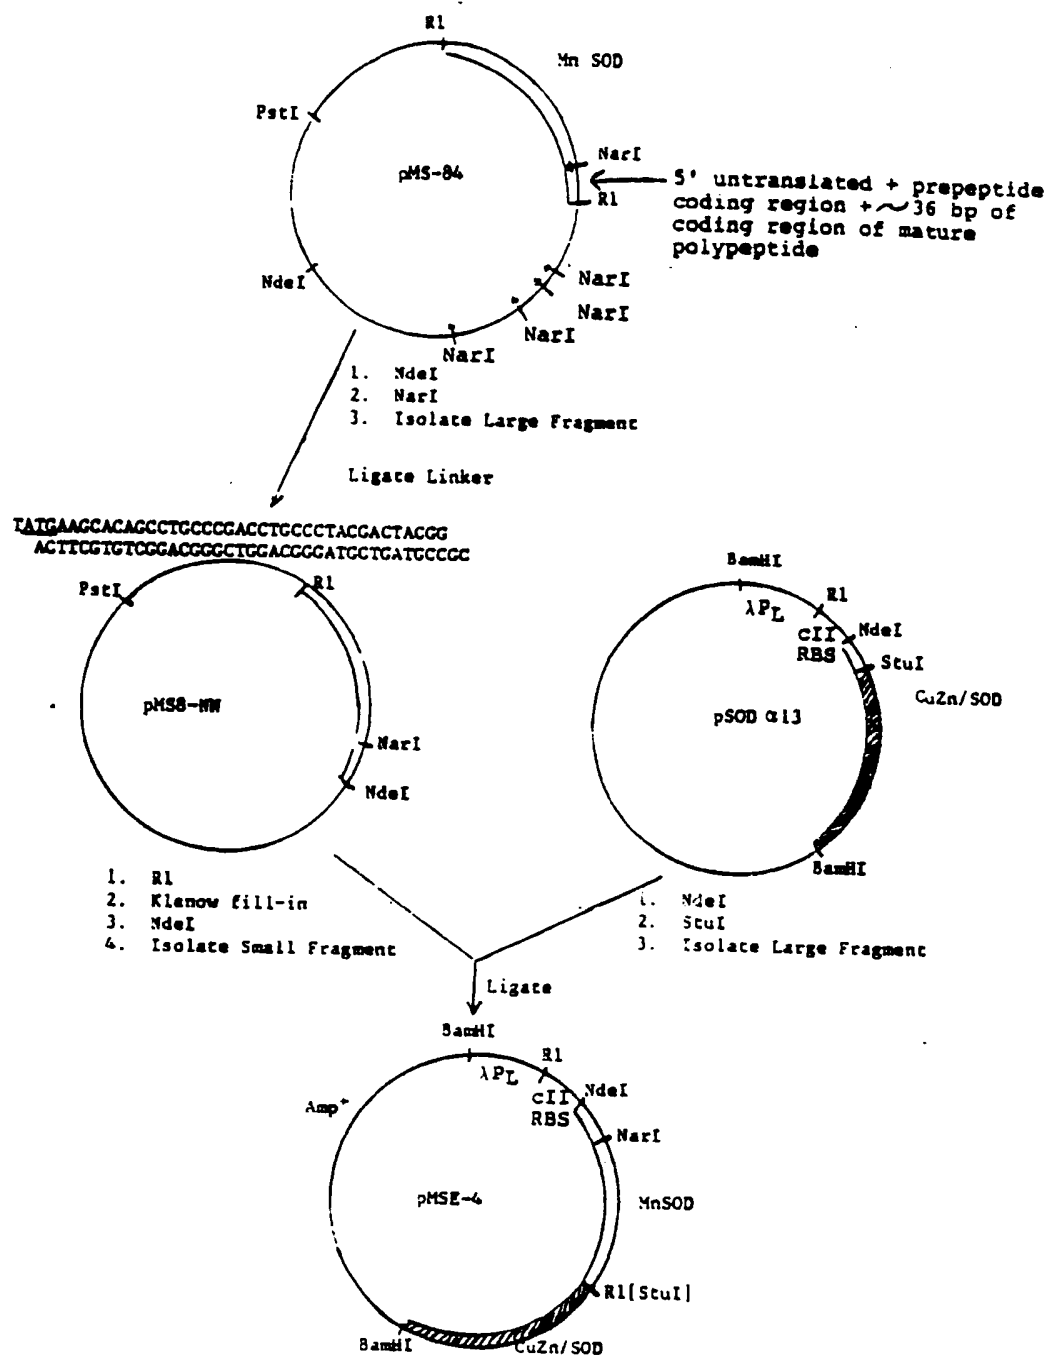 R1
Mn SOD
PstI
NarI
pMS-84
R1
5' untranslated + prepeptide
coding region + ~36 bp of
coding region of mature
polypeptide
NdeI
NarI
NarI
NarI
NarI
1. NdeI
2. NarI
3. Isolate Large Fragment
Ligate Linker
TATGAAGCACAGCCTGCCCGACCTGCCCTACGACTACGG
ACTTCGTGTCGGACGGGCTGGACGGGATGCTGATGCCGC
PstI
R1
pMS8-NN
NarI
NdeI
BamHI
λPL
R1
cII
RBS
NdeI
StuI
CuZn/SOD
pSOD α13
BamHI
1. R1
2. Klenow fill-in
3. NdeI
4. Isolate Small Fragment
1. NdeI
2. StuI
3. Isolate Large Fragment
Ligate
BamHI
λPL
R1
cII
RBS
NdeI
NarI
Amp+
pMSE-4
MnSOD
R1[StuI]
BamHI
CuZn/SOD